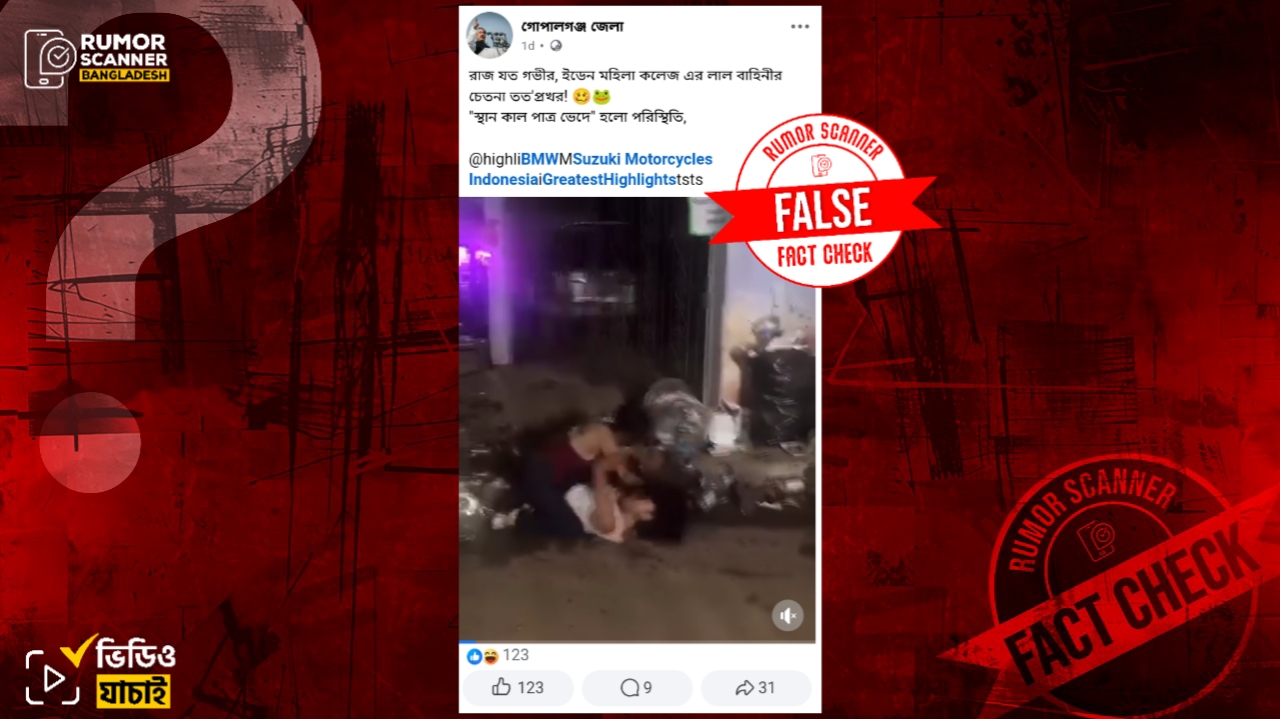 RUMOR
SCANNER
BANGLADESH
গোপালগঞ্জ জেলা
1d
রাজ যত গভীর, ইডেন মহিলা কলেজ এর লাল বাহিনীর
চেতনা তত'প্রখর! 🥴🐸
"স্থান কাল পাত্র ভেদে" হলো পরিস্থিতি,
@highliBMWMSuzuki Motorcycles
IndonesiaiGreatestHighlightststs
RUMOR SCANNER
FALSE
FACT CHECK
RUMOR SCANNER
FACT CHECK
123
123
9
31
ভিডিও
যাচাই